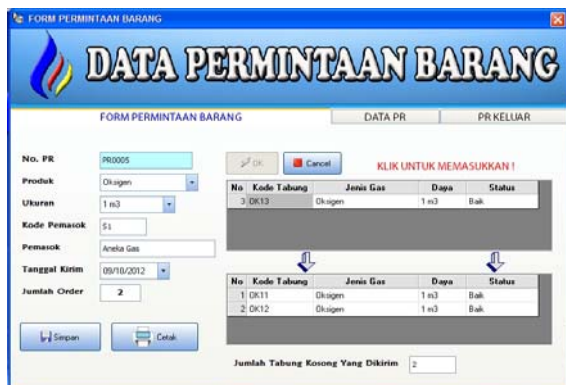 FORM PERMINTAAN BARANG
DATA PERMINTAAN BARANG
FORM PERMINTAAN BARANG DATA PR PR KELUAR
No. PR PR0005
Produk Oksigen
Ukuran 1 m3
Kode Pemasok S1
Pemasok Aneka Gas
Tanggal Kirim 09/10/2012
Jumlah Order 2
Simpan Cetak
OK Cancel KLIK UNTUK MEMASUKKAN !
No Kode Tabung Jenis Gas Daya Status
3 OK13 Oksigen 1 m3 Baik
No Kode Tabung Jenis Gas Daya Status
1 OK11 Oksigen 1 m3 Baik
2 OK12 Oksigen 1 m3 Baik
Jumlah Tabung Kosong Yang Dikirim 2